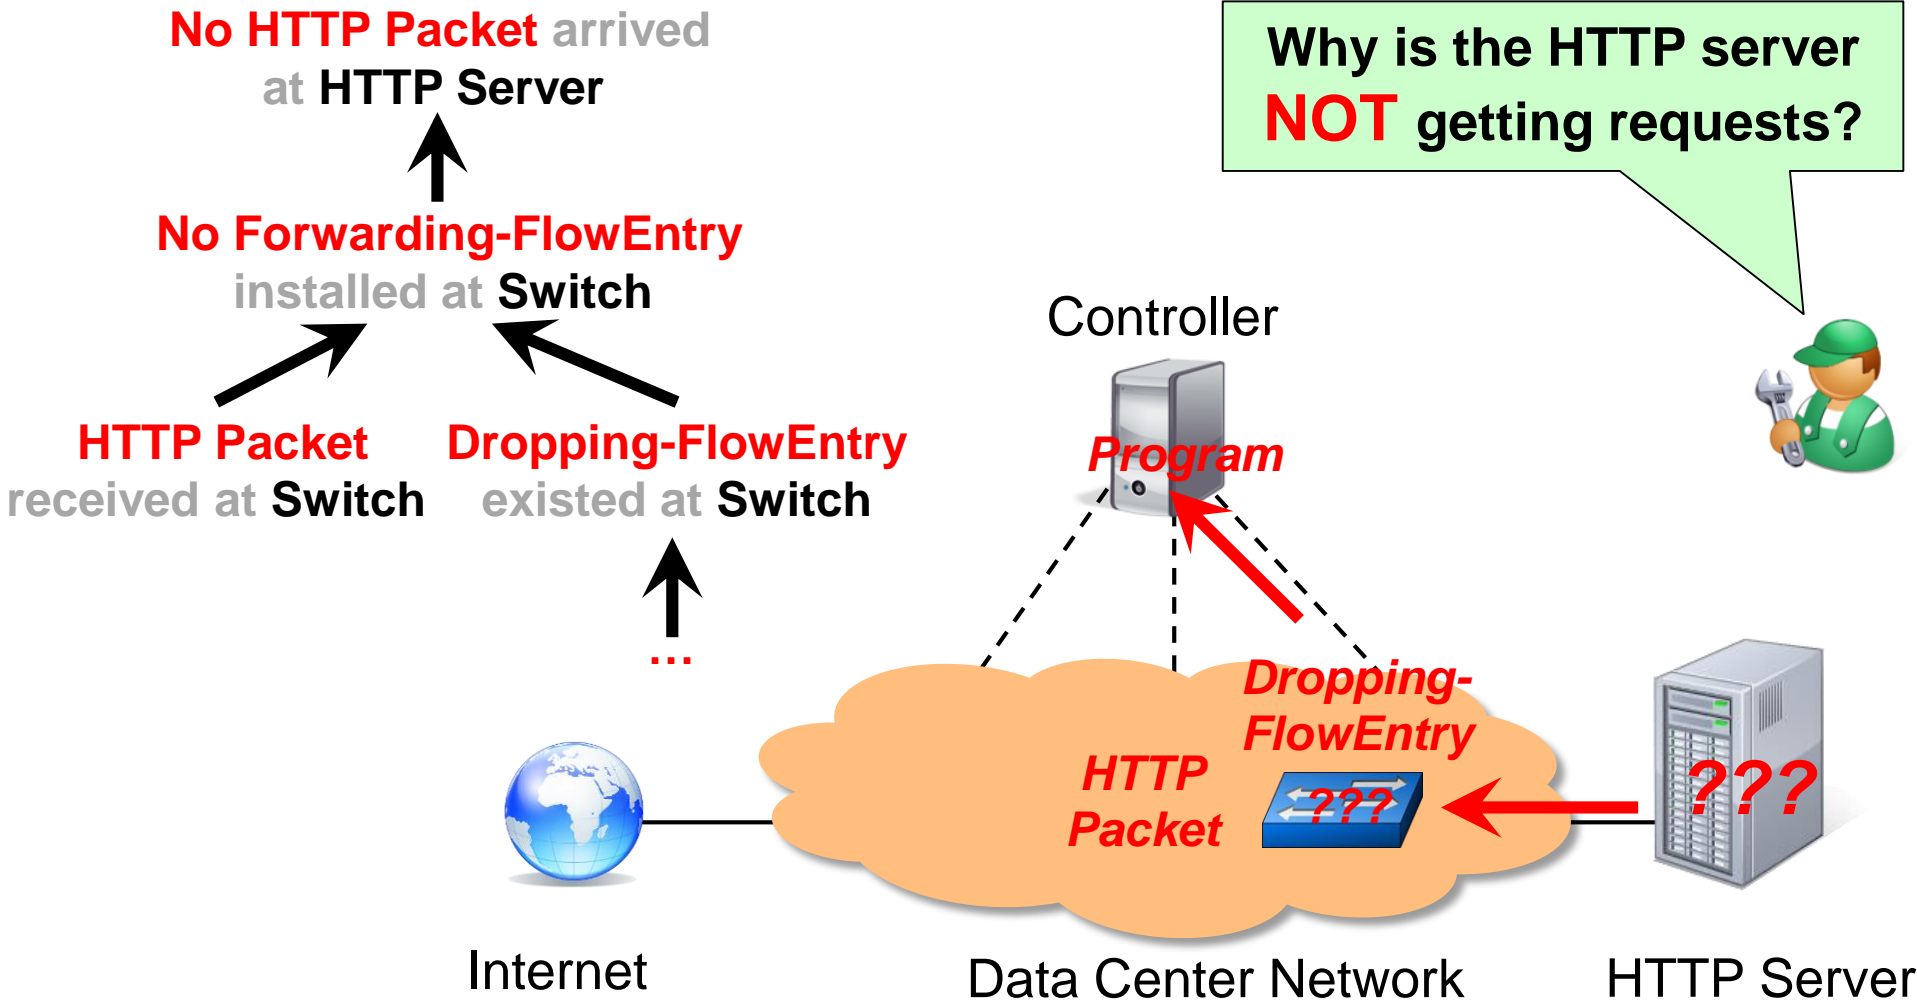 No HTTP Packet arrived
at HTTP Server
No Forwarding-FlowEntry
installed at Switch
HTTP Packet
received at Switch
Dropping-FlowEntry
existed at Switch
...
Why is the HTTP server
NOT getting requests?
Controller
Program
Dropping-
FlowEntry
HTTP
Packet
???
???
Internet
Data Center Network
HTTP Server